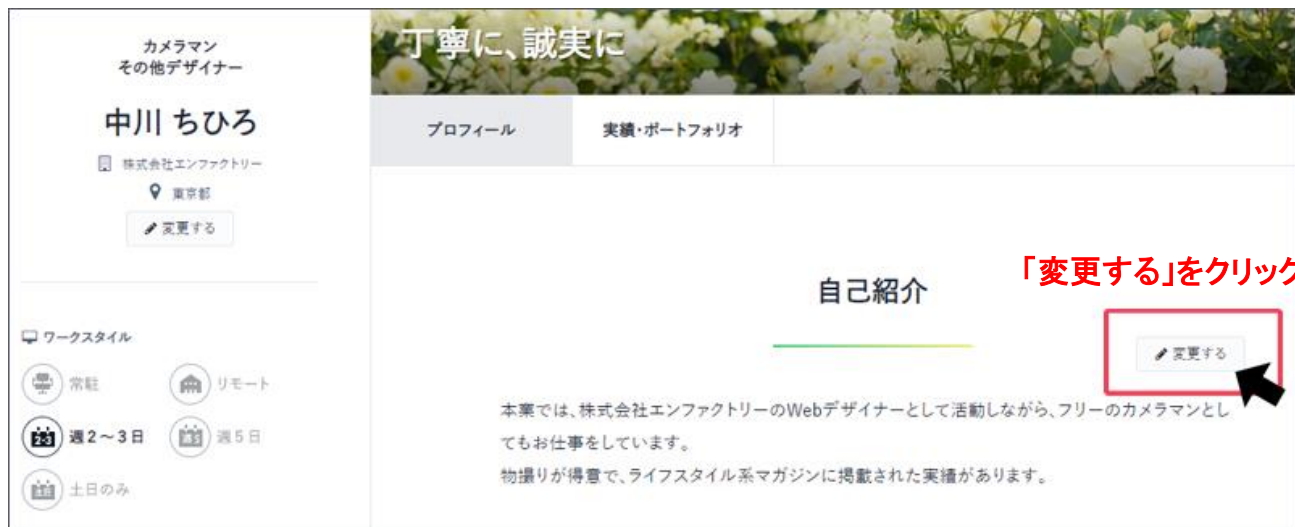 カメラマン
その他デザイナー
中川 ちひろ
株式会社エンファクトリー
東京都
変更する
ワークスタイル
常駐
リモート
2-3
週2～3日
週5日
土日のみ
丁寧に、誠実に
プロフィール
実績・ポートフォリオ
自己紹介
「変更する」をクリック
変更する
本業では、株式会社エンファクトリーのWebデザイナーとして活動しながら、フリーのカメラマンとし
てもお仕事をしています。
物撮りが得意で、ライフスタイル系マガジンに掲載された実績があります。